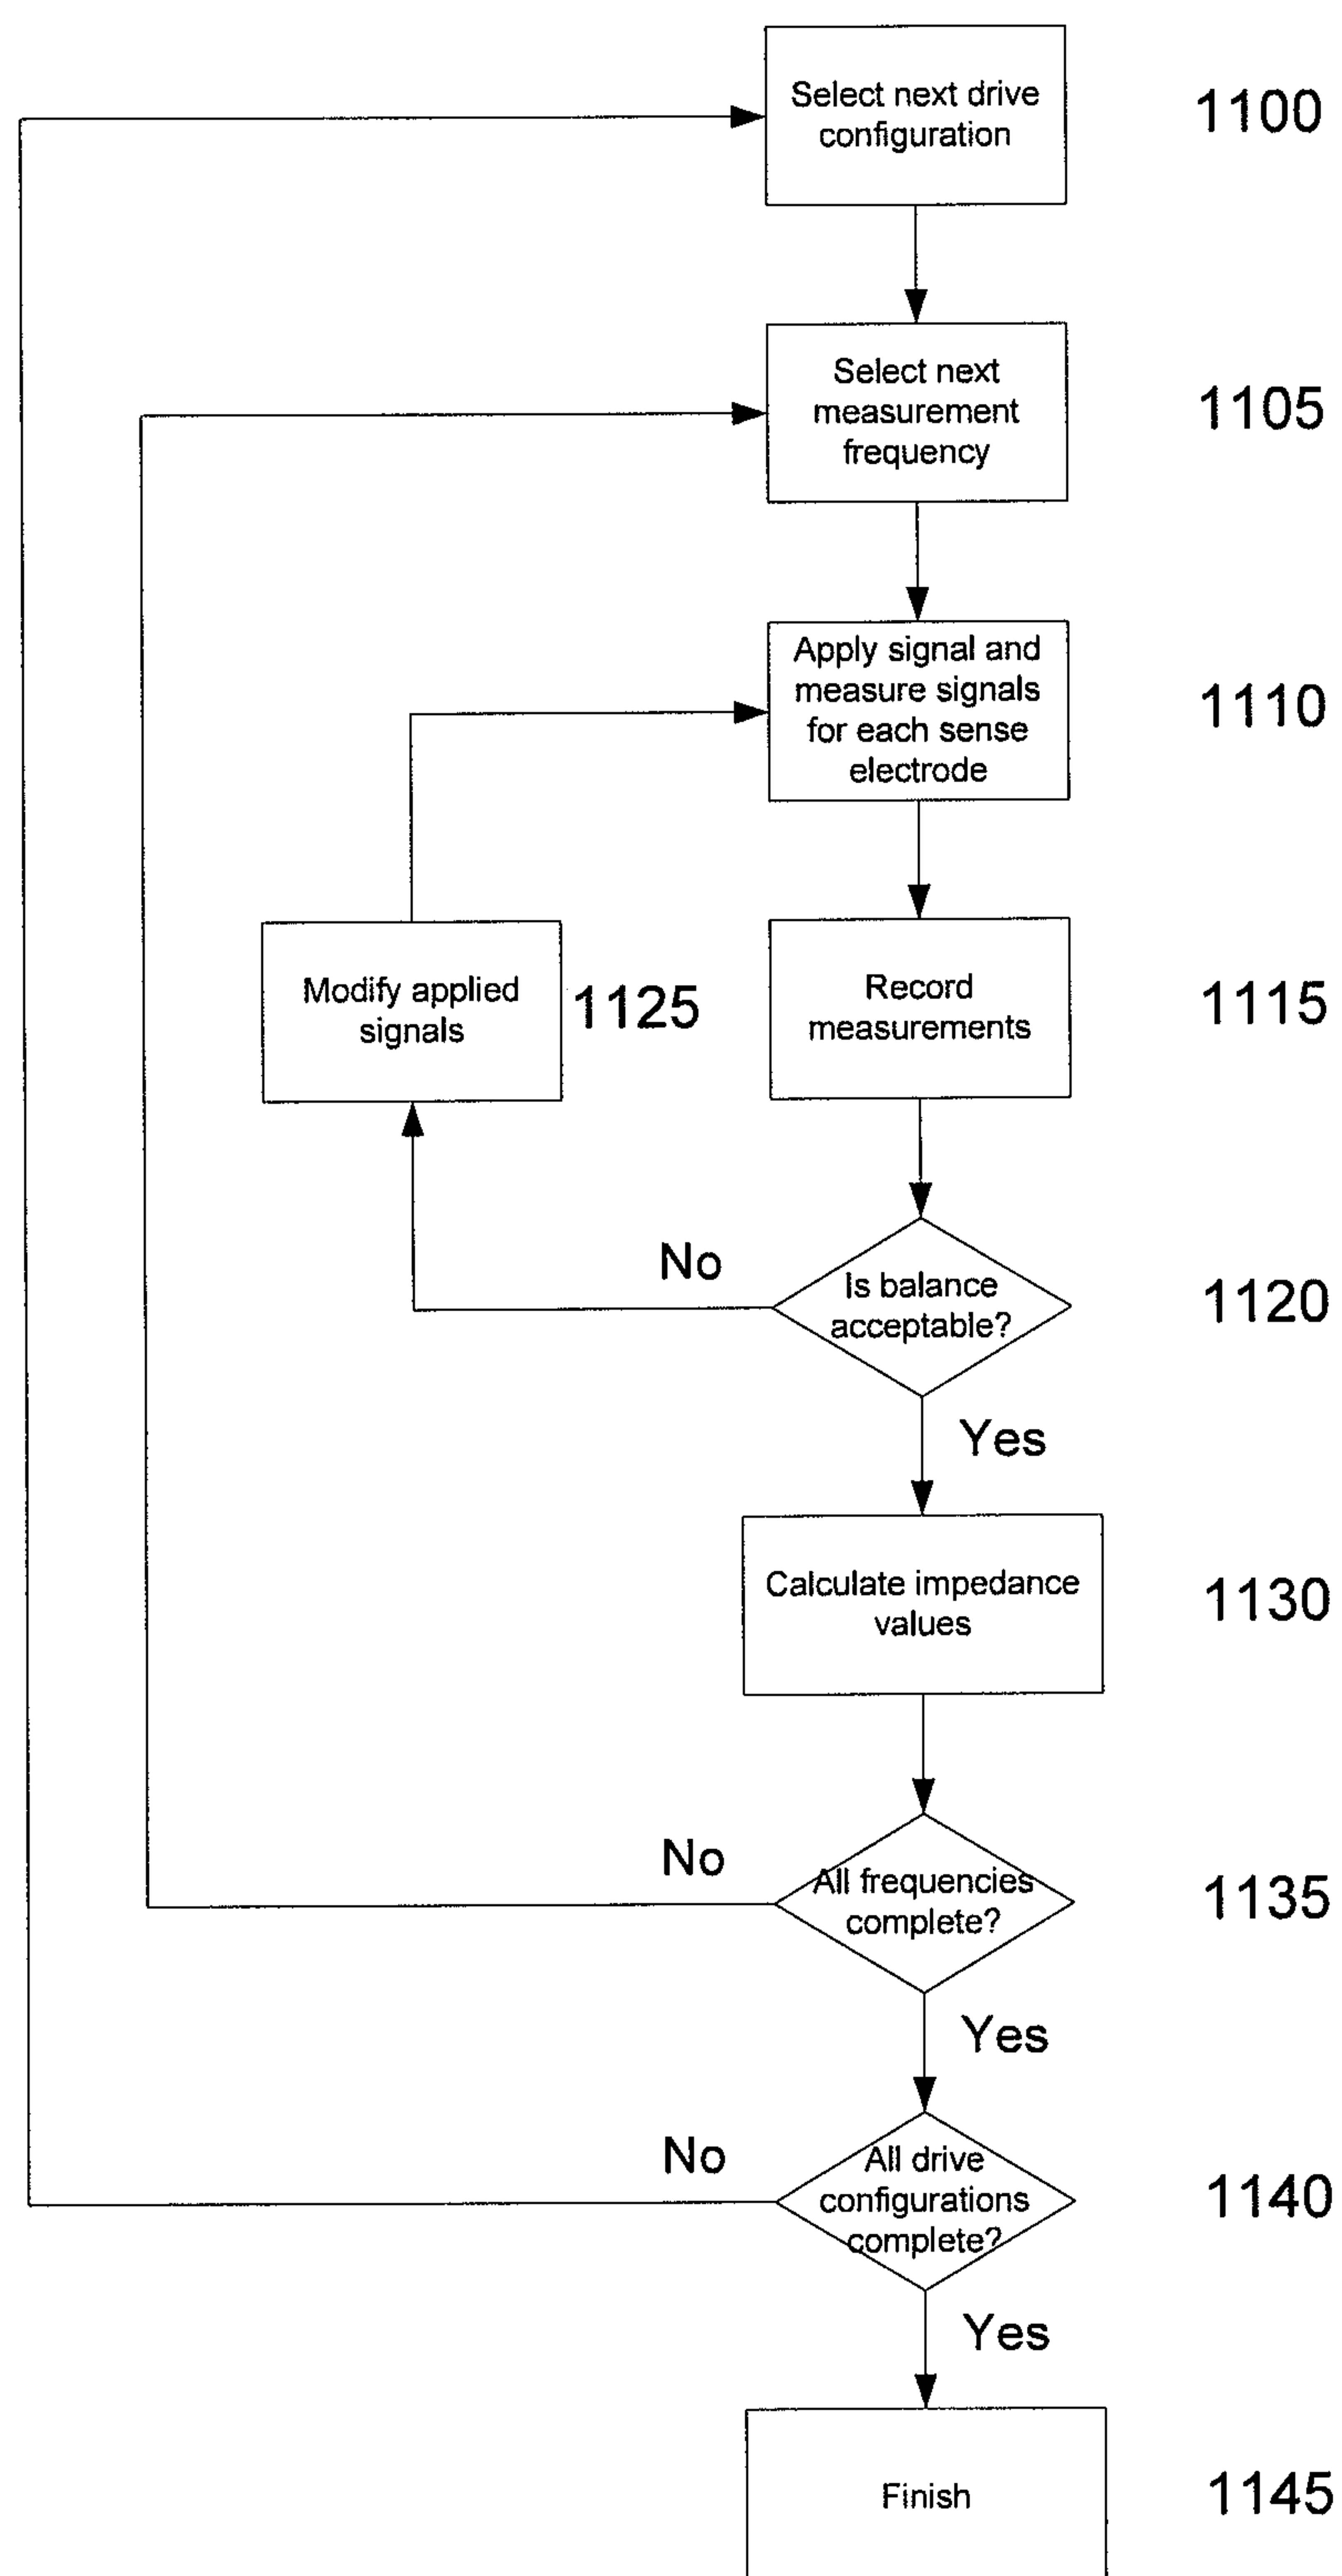 Select next drive
configuration
1100
Select next
measurement
frequency
1105
Apply signal and
measure signals
for each sense
electrode
1110
Modify applied
signals
1125
Record
measurements
1115
No
Is balance
acceptable?
1120
Yes
Calculate impedance
values
1130
No
All frequencies
complete?
1135
Yes
No
All drive
configurations
complete?
1140
Yes
Finish
1145